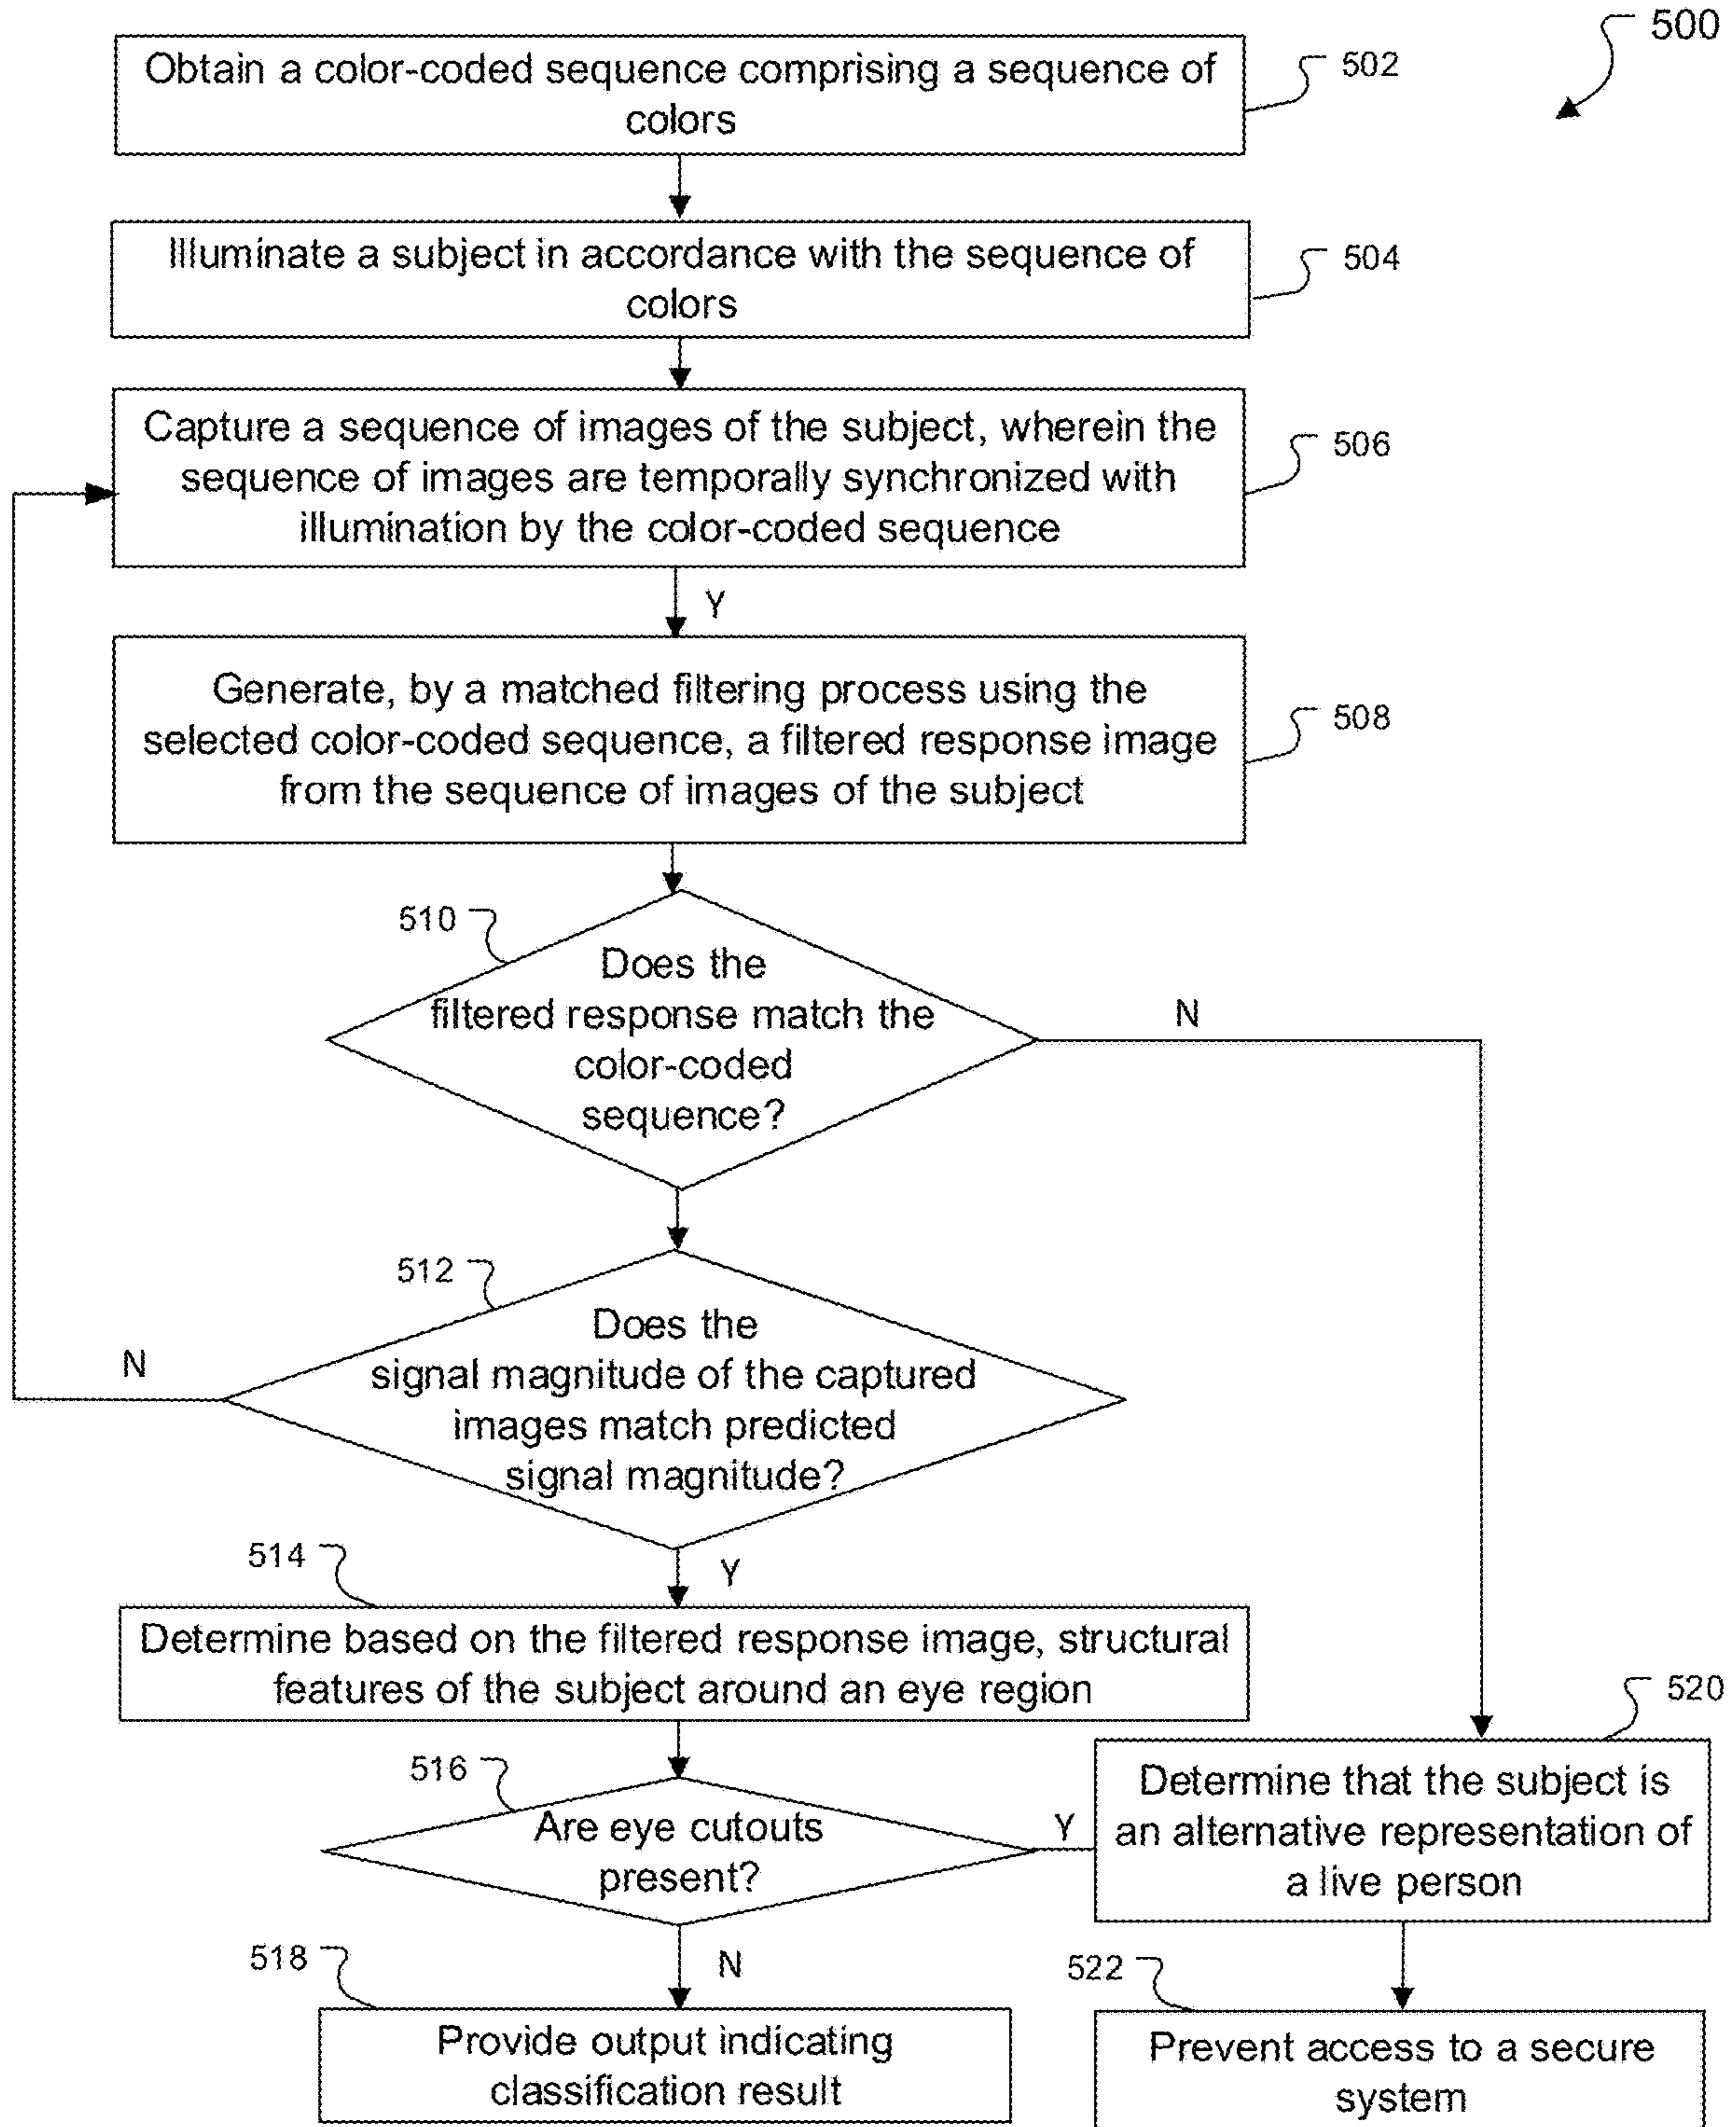 500
Obtain a color-coded sequence comprising a sequence of
colors
502
Illuminate a subject in accordance with the sequence of
colors
504
Capture a sequence of images of the subject, wherein the
sequence of images are temporally synchronized with
illumination by the color-coded sequence
506
Y
Generate, by a matched filtering process using the
selected color-coded sequence, a filtered response image
from the sequence of images of the subject
508
510
Does the
filtered response match the
color-coded
sequence?
N
512
Does the
signal magnitude of the captured
images match predicted
signal magnitude?
N
Y
514
Determine based on the filtered response image, structural
features of the subject around an eye region
516
Are eye cutouts
present?
Y
N
520
Determine that the subject is
an alternative representation of
a live person
518
Provide output indicating
classification result
522
Prevent access to a secure
system